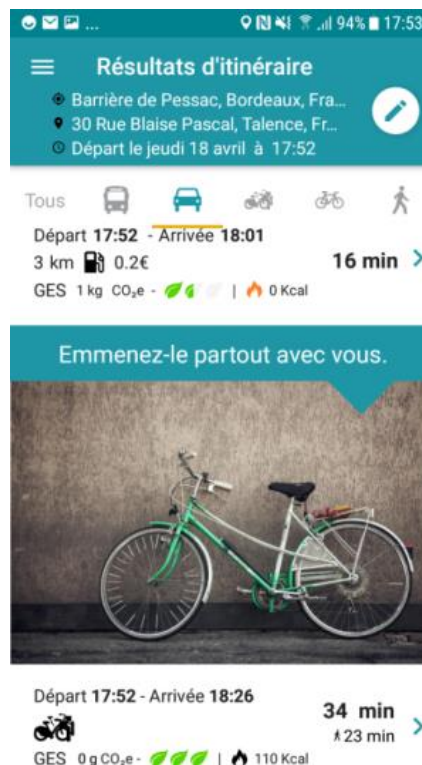 ... 94% 17:53
Résultats d'itinéraire
Barrière de Pessac, Bordeaux, Fra...
30 Rue Blaise Pascal, Talence, Fr...
Départ le jeudi 18 avril à 17:52
Tous
Départ 17:52 - Arrivée 18:01
3 km 0.2€ 16 min
GES 1 kg CO₂e - | 0 Kcal
Emmenez-le partout avec vous.
Départ 17:52 - Arrivée 18:26
34 min
23 min
GES 0 g CO₂e - | 110 Kcal